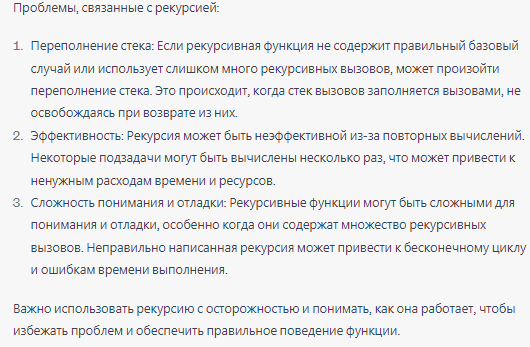 Проблемы, связанные с рекурсией:
1. Переполнение стека: Если рекурсивная функция не содержит правильный базовый
случай или использует слишком много рекурсивных вызовов, может произойти
переполнение стека. Это происходит, когда стек вызовов заполняется вызовами, не
освобождаясь при возврате из них.
2. Эффективность: Рекурсия может быть неэффективной из-за повторных вычислений.
Некоторые подзадачи могут быть вычислены несколько раз, что может привести к
ненужным расходам времени и ресурсов.
3. Сложность понимания и отладки: Рекурсивные функции могут быть сложными для
понимания и отладки, особенно когда они содержат множество рекурсивных
вызовов. Неправильно написанная рекурсия может привести к бесконечному циклу
и ошибкам времени выполнения.
Важно использовать рекурсию с осторожностью и понимать, как она работает, чтобы
избежать проблем и обеспечить правильное поведение функции.